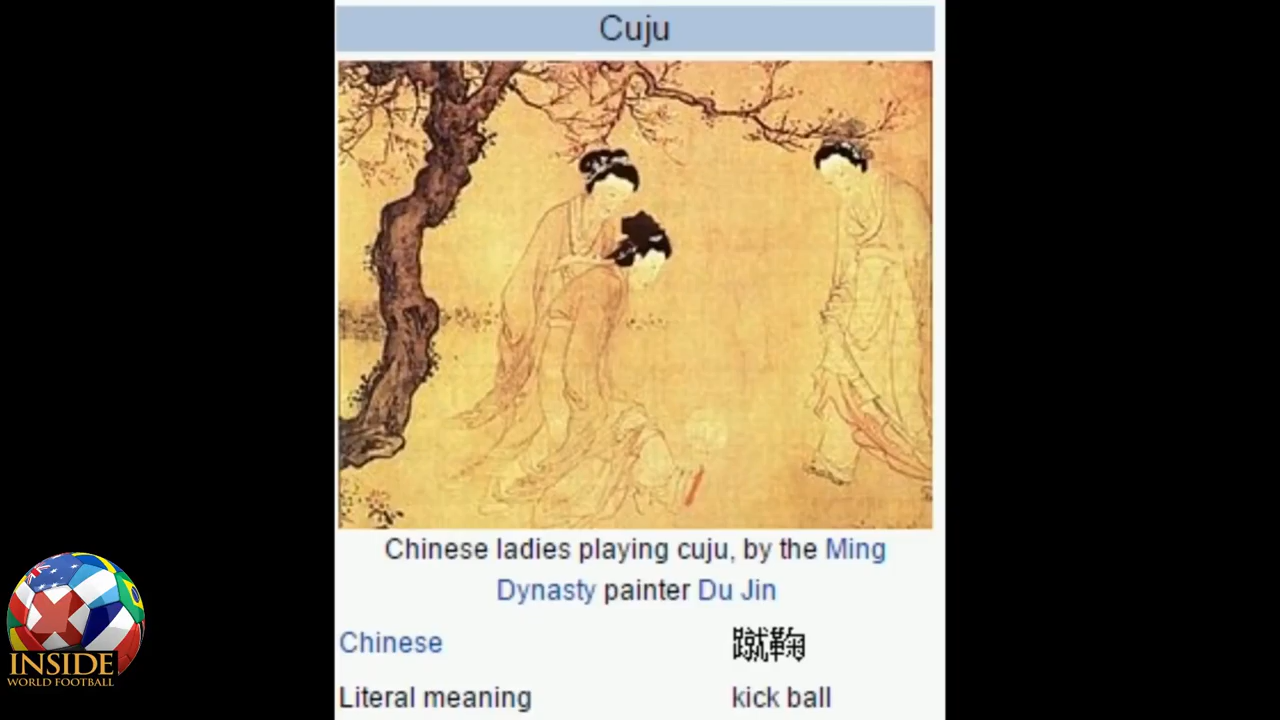 Cuju
Chinese ladies playing cuju, by the Ming
Dynasty painter Du Jin
Chinese 蹴鞠
Literal meaning kick ball
INSIDE
WORLD FOOTBALL